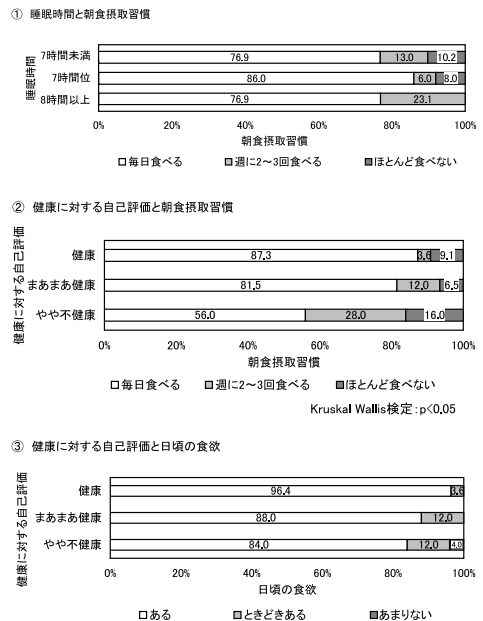 ① 睡眠時間と朝食摂取習慣
睡眠時間
7時間未満 76.9 13.0 10.2
7時間位 86.0 6.0 8.0
8時間以上 76.9 23.1
0% 20% 40% 60% 80% 100%
朝食摂取習慣
□毎日食べる ■週に2～3回食べる ■ほとんど食べない
② 健康に対する自己評価と朝食摂取習慣
健康に対する自己評価
健康 87.3 3.6 9.1
まあまあ健康 81.5 12.0 6.5
やや不健康 56.0 28.0 16.0
0% 20% 40% 60% 80% 100%
朝食摂取習慣
□毎日食べる ■週に2～3回食べる ■ほとんど食べない
Kruskal Wallis検定：p<0.05
③ 健康に対する自己評価と日頃の食欲
健康に対する自己評価
健康 96.4 3.6
まあまあ健康 88.0 12.0
やや不健康 84.0 12.0 4.0
0% 20% 40% 60% 80% 100%
日頃の食欲
□ある ■ときどきある ■あまりない